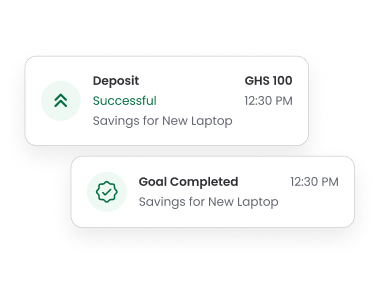 Deposit GHS 100
Successful 12:30 PM
Savings for New Laptop
Goal Completed 12:30 PM
Savings for New Laptop